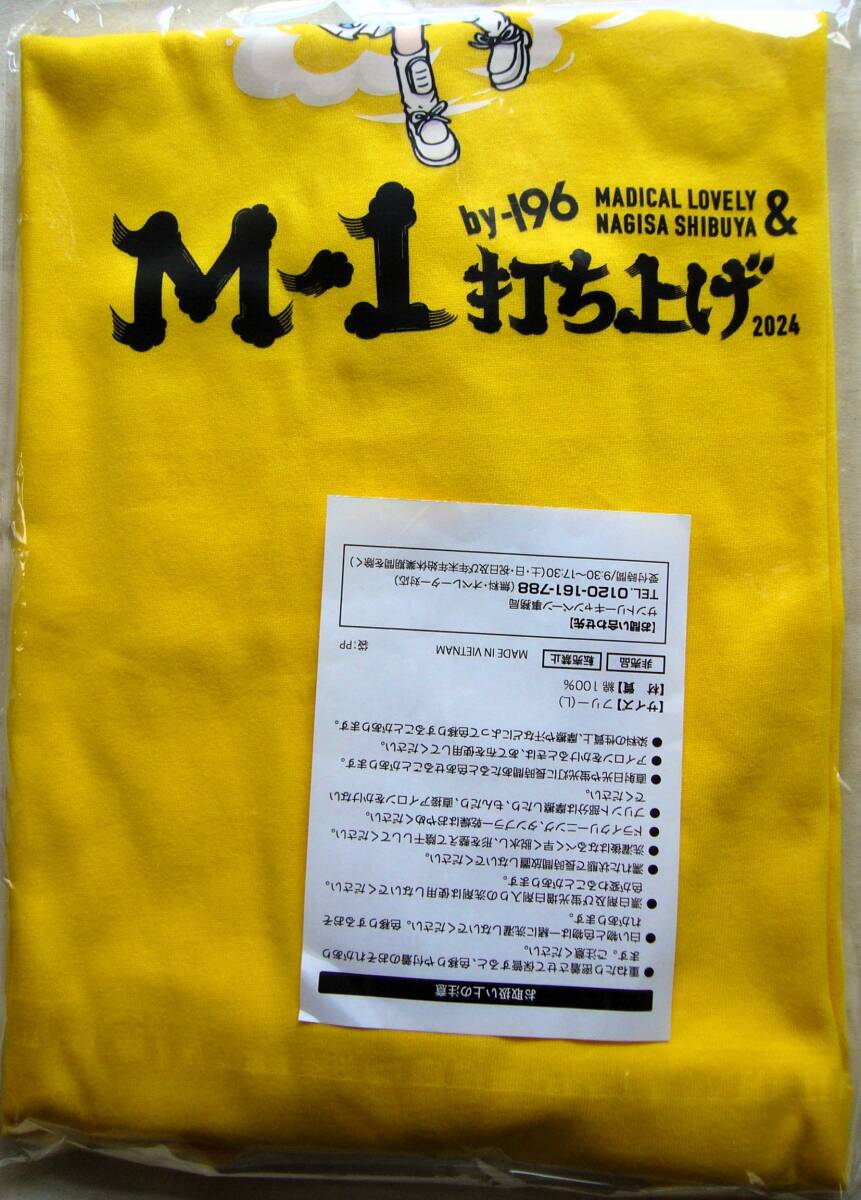 M-1
by -196
MADICAL LOVELY
NAGISA SHIBUYA &
打ち上げ 2024
お取扱い上の注意
● 重ねたり密着させて保管すると、色移りや付着のおそれがあり
ます。ご注意ください。
● 白い物と色物は一緒に洗濯しないでください。色移りするおそ
れがあります。
● 漂白剤及び蛍光増白剤入りの洗剤は使用しないでください。
色が変わることがあります。
● 濡れた状態で長時間放置しないでください。
● 洗濯後はなるべく早く脱水し、形を整えて陰干ししてください。
● ドライクリーニング、タンブラー乾燥はおやめください。
● プリント部分は摩擦したり、もんだり、直接アイロンをかけない
でください。
● 直射日光や蛍光灯に長時間あたると色あせることがあります。
● アイロンをかけるときは、あて布を使用してください。
● 染料の性質上、摩擦や汗などによって色移りすることがあります。
【サイズ】フリー(L)
【材 質】綿100%
非売品 転売禁止 MADE IN VIETNAM 袋:PP
【お問い合わせ先】
サントリーキャンペーン事務局
TEL.0120-161-788(無料・オペレーター対応)
受付時間/9:30~17:30(土・日・祝日及び年末年始休業期間を除く)